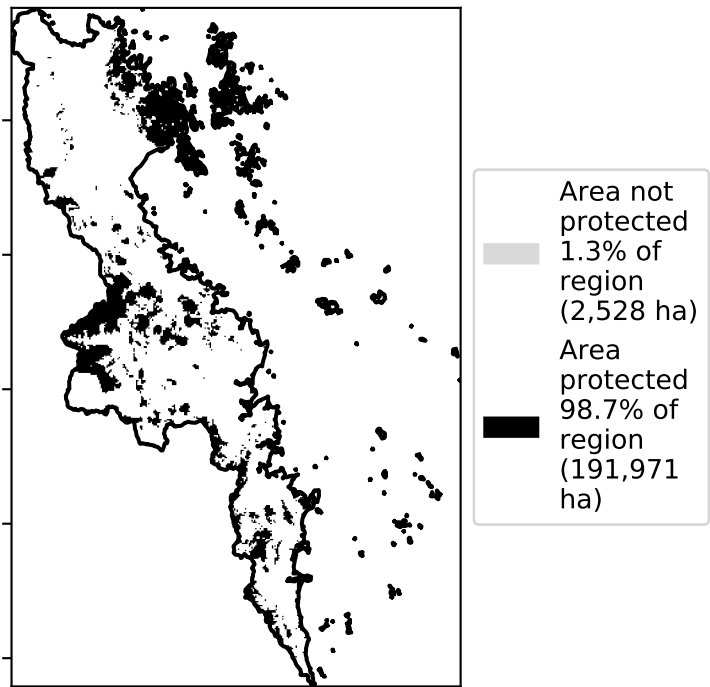 Area not
protected
1.3% of
region
(2,528 ha)
Area
protected
98.7% of
region
(191,971
ha)